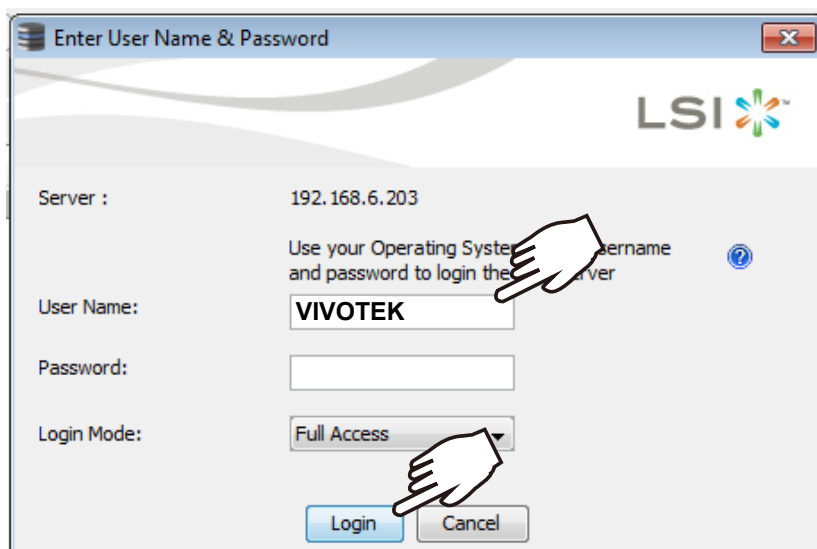 Enter User Name & Password
LSI
Server : 192.168.6.203
Use your Operating Syste sername
and password to login the rver
User Name: VIVOTEK
Password:
Login Mode: Full Access
Login Cancel